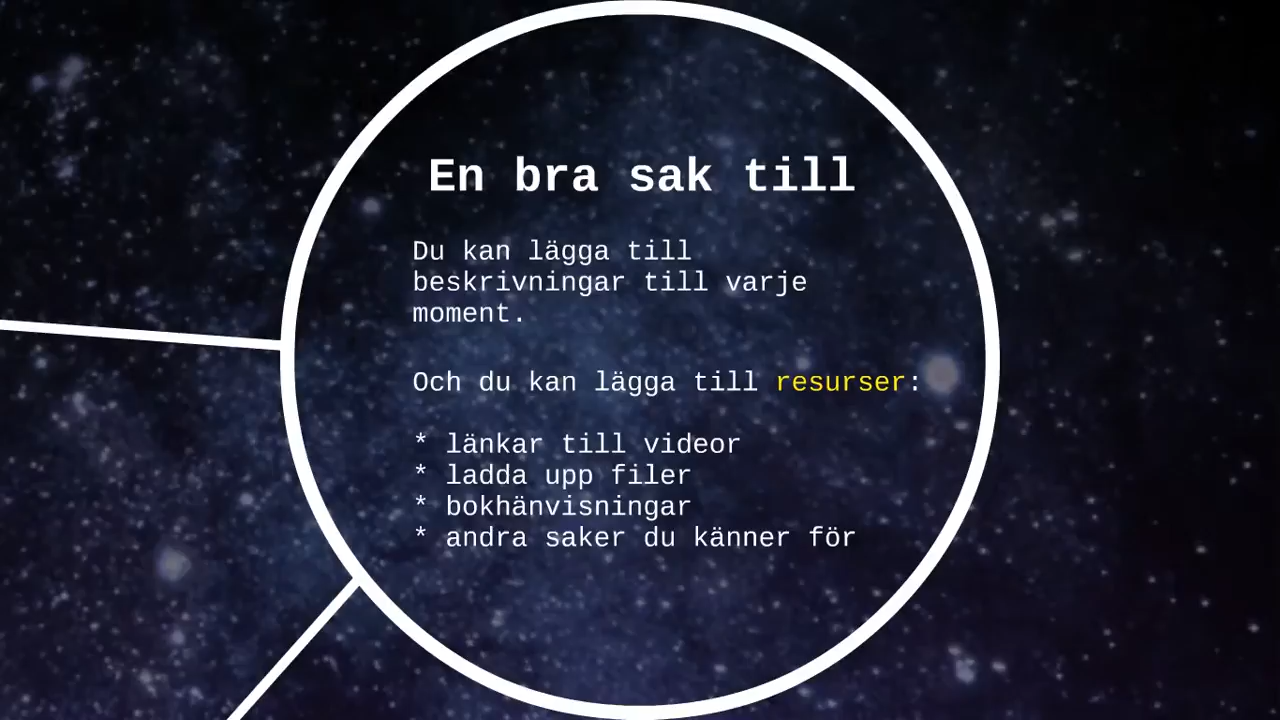 En bra sak till
Du kan lägga till
beskrivningar till varje
moment.
Och du kan lägga till resurser:
* länkar till videor
* ladda upp filer
* bokhänvisningar
* andra saker du känner för